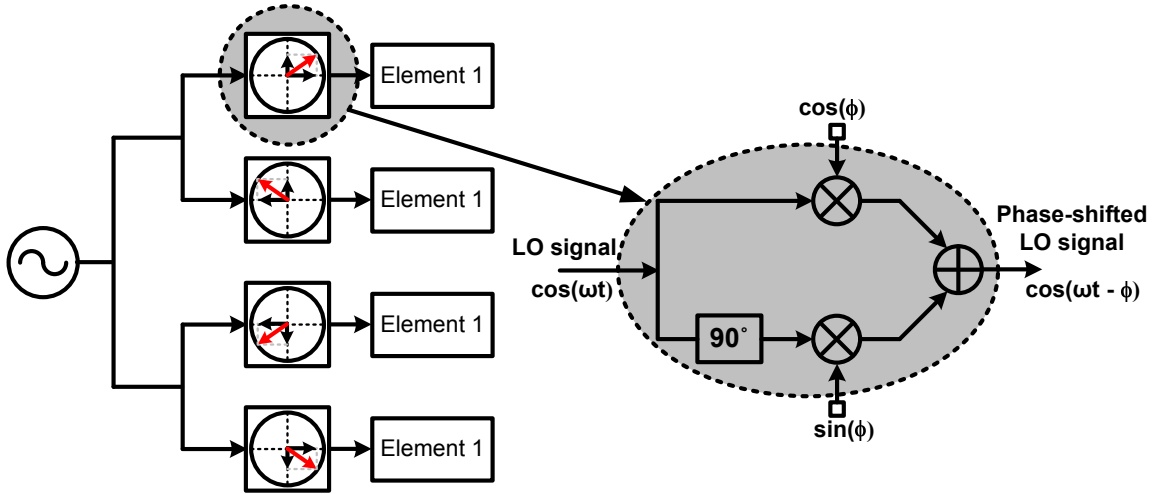 Element 1
Element 1
Element 1
Element 1
cos(ϕ)
LO signal
cos(ωt)
90°
sin(ϕ)
Phase-shifted
LO signal
cos(ωt - ϕ)